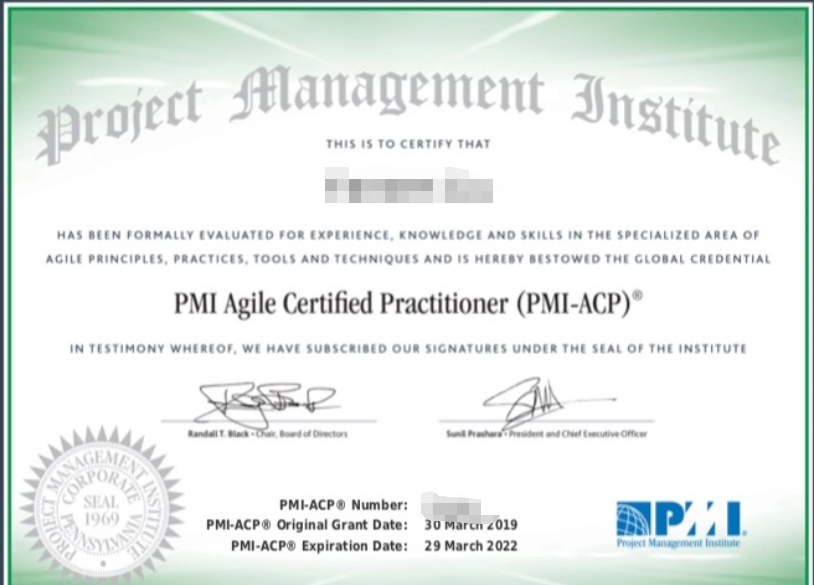 Project Management Institute
THIS IS TO CERTIFY THAT
HAS BEEN FORMALLY EVALUATED FOR EXPERIENCE, KNOWLEDGE AND SKILLS IN THE SPECIALIZED AREA OF
AGILE PRINCIPLES, PRACTICES, TOOLS AND TECHNIQUES AND IS HEREBY BESTOWED THE GLOBAL CREDENTIAL
PMI Agile Certified Practitioner (PMI-ACP)®
IN TESTIMONY WHEREOF, WE HAVE SUBSCRIBED OUR SIGNATURES UNDER THE SEAL OF THE INSTITUTE
Randall T. Black • Chair, Board of Directors
Sunil Prashara • President and Chief Executive Officer
PROJECT MANAGEMENT INSTITUTE
CORPORATE
SEAL
1969
PENNSYLVANIA
PMI-ACP® Number:
PMI-ACP® Original Grant Date: 30 March 2019
PMI-ACP® Expiration Date: 29 March 2022
PMI
Project Management Institute